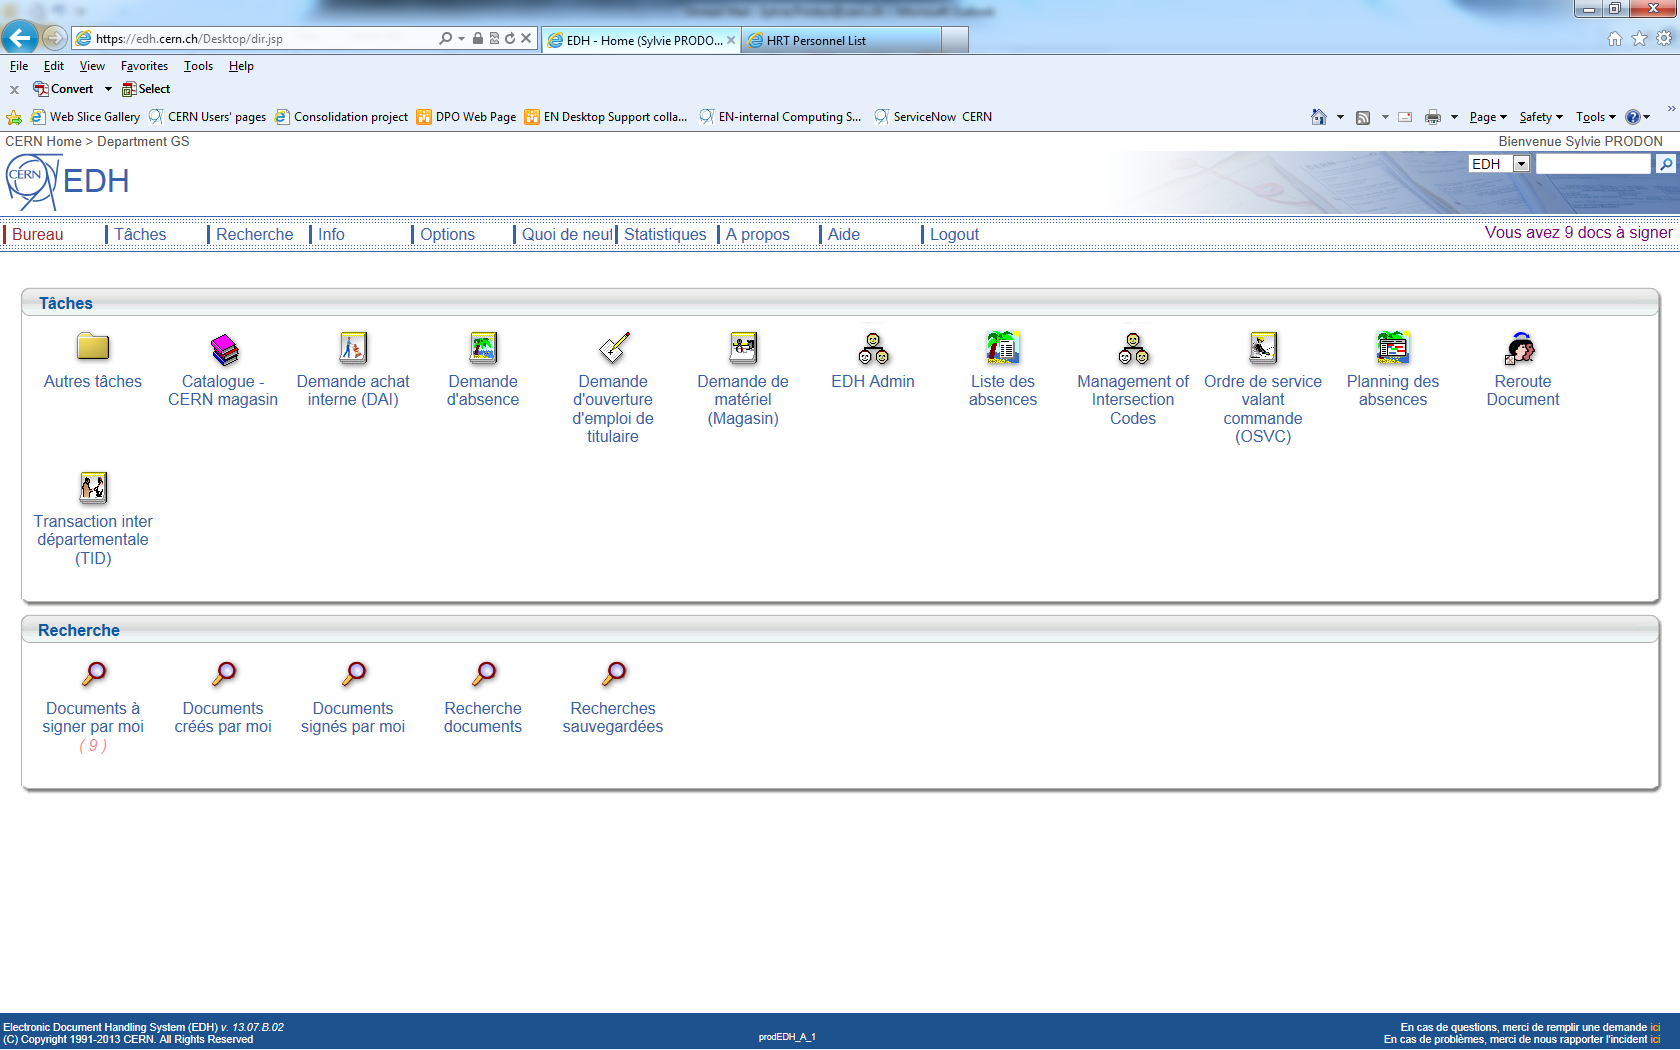 https://edh.cern.ch/Desktop/dir.jsp
EDH - Home (Sylvie PRODO...
HRT Personnel List
File Edit View Favorites Tools Help
x Convert Select
Web Slice Gallery CERN Users' pages Consolidation project DPO Web Page EN Desktop Support colla... EN-internal Computing S... ServiceNow CERN Page Safety Tools
CERN Home > Department GS
Bienvenue Sylvie PRODON
CERN
EDH
EDH
Bureau Tâches Recherche Info Options Quoi de neuf Statistiques A propos Aide Logout
Vous avez 9 docs à signer
Tâches
Autres tâches
Catalogue -
CERN magasin
Demande achat
interne (DAI)
Demande
d'absence
Demande
d'ouverture
d'emploi de
titulaire
Demande de
matériel
(Magasin)
EDH Admin
Liste des
absences
Management of
Intersection
Codes
Ordre de service
valant
commande
(OSVC)
Planning des
absences
Reroute
Document
Transaction inter
départementale
(TID)
Recherche
Documents à
signer par moi
( 9 )
Documents
créés par moi
Documents
signés par moi
Recherche
documents
Recherches
sauvegardées
Electronic Document Handling System (EDH) v. 13.07.B.02
(C) Copyright 1991-2013 CERN. All Rights Reserved
prodEDH_A_1
En cas de questions, merci de remplir une demande ici
En cas de problèmes, merci de nous rapporter l'incident ici